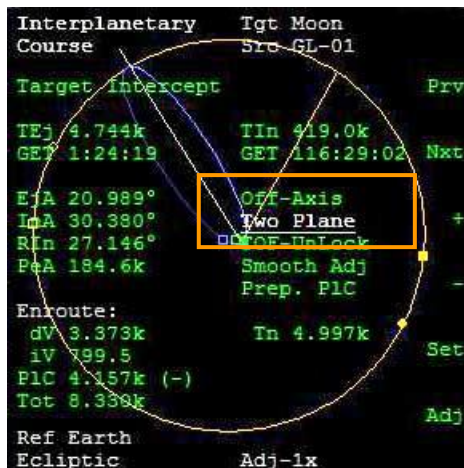 Interplanetary Tgt Moon
Course Src GL-01
Target Intercept Prv
TEj 4.744k TIn 419.0k
GET 1:24:19 GET 116:29:02 Nxt
EjA 20.989° Off-Axis
InA 30.380° Two Plane +
RIn 27.146° TOF-UnLock
PeA 184.6k Smooth Adj
Prep. PlC -
Enroute:
dV 3.373k Tn 4.997k
iV 799.5 Set
PlC 4.157k (-)
Tot 8.330k
Adj
Ref Earth
Ecliptic Adj-1x